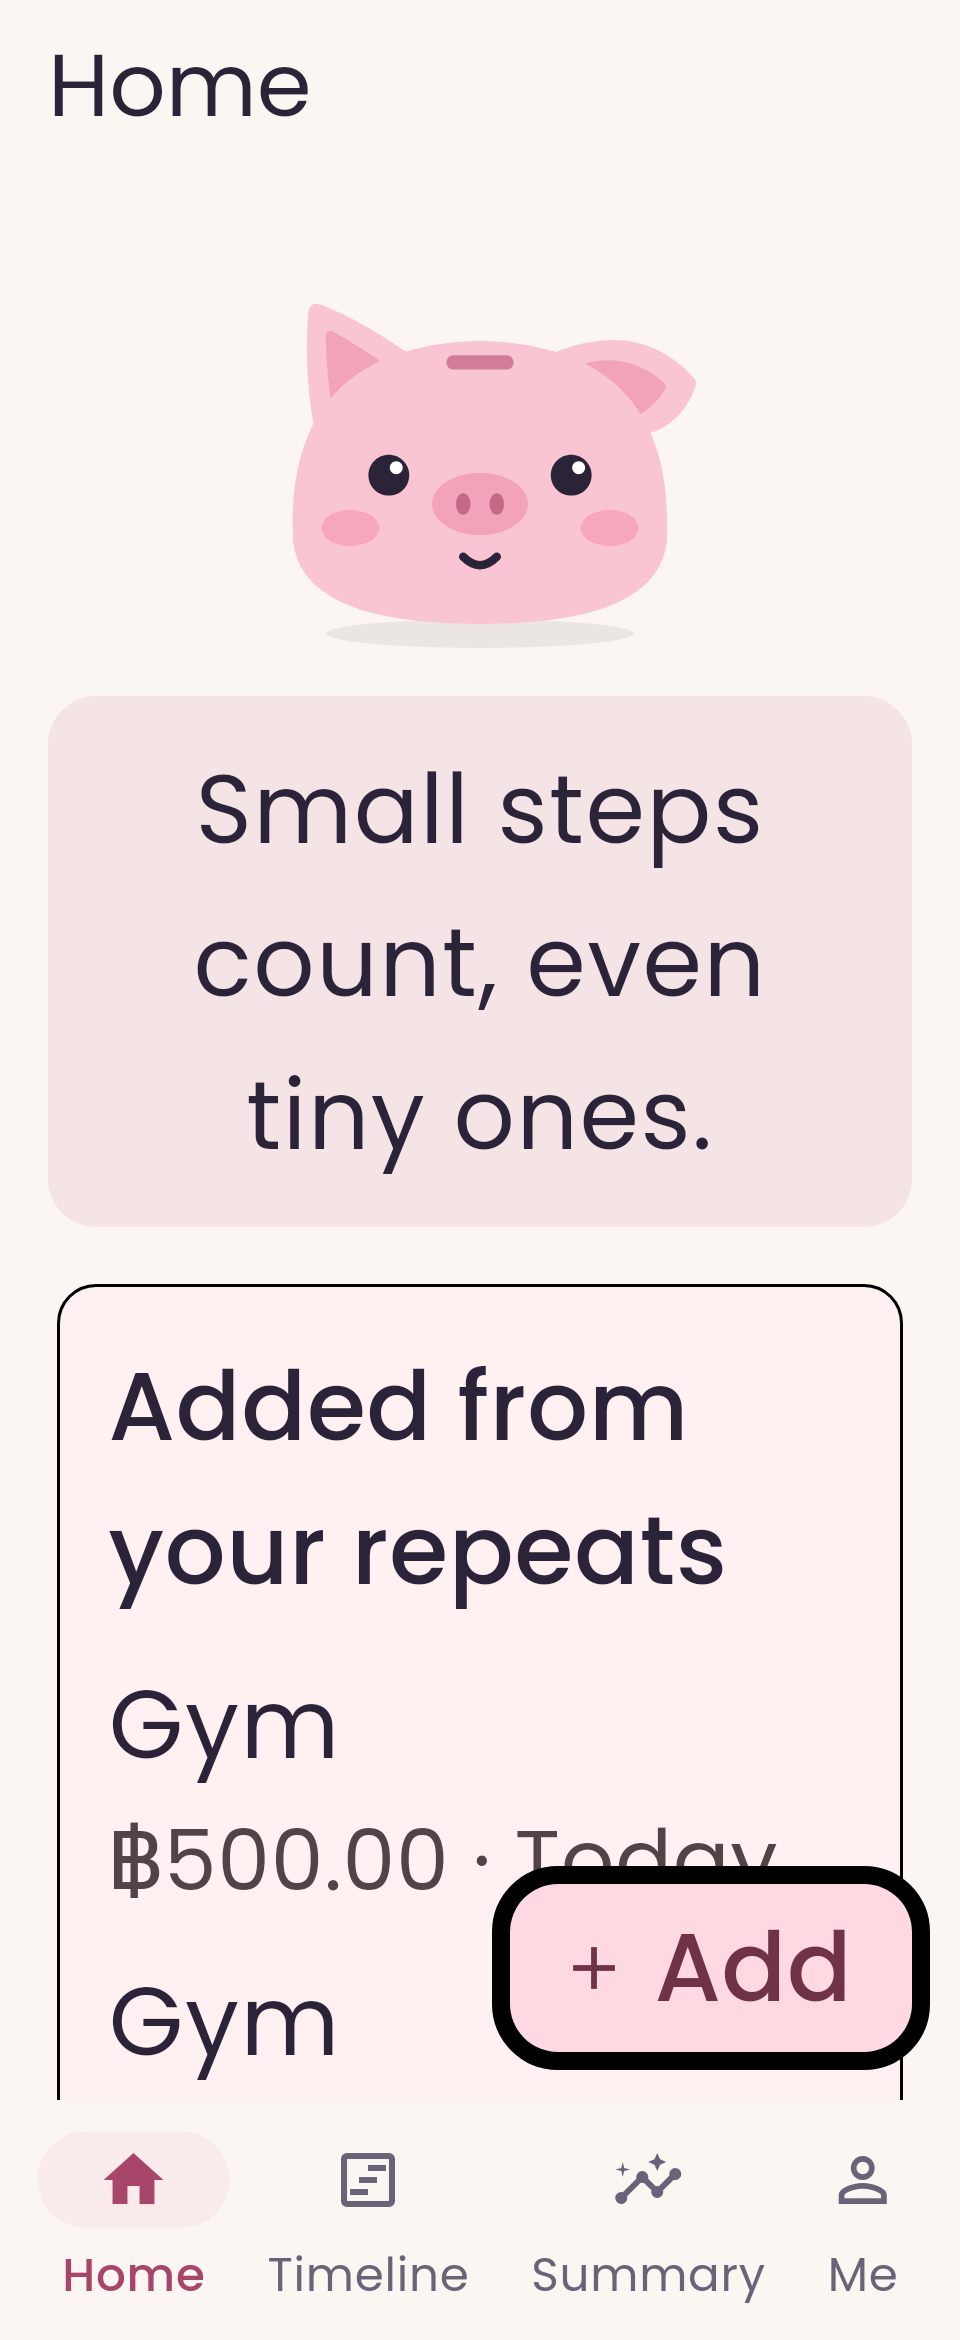 Home
Small steps
count, even
tiny ones.
Added from
your repeats
Gym
฿500.00 · Today
Gym
+ Add
Home
Timeline
Summary
Me